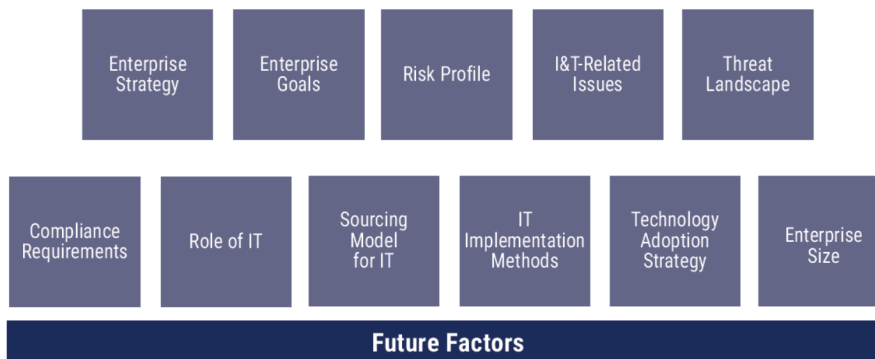 Enterprise
Strategy
Enterprise
Goals
Risk Profile
I&T-Related
Issues
Threat
Landscape
Compliance
Requirements
Role of IT
Sourcing
Model
for IT
IT
Implementation
Methods
Technology
Adoption
Strategy
Enterprise
Size
Future Factors